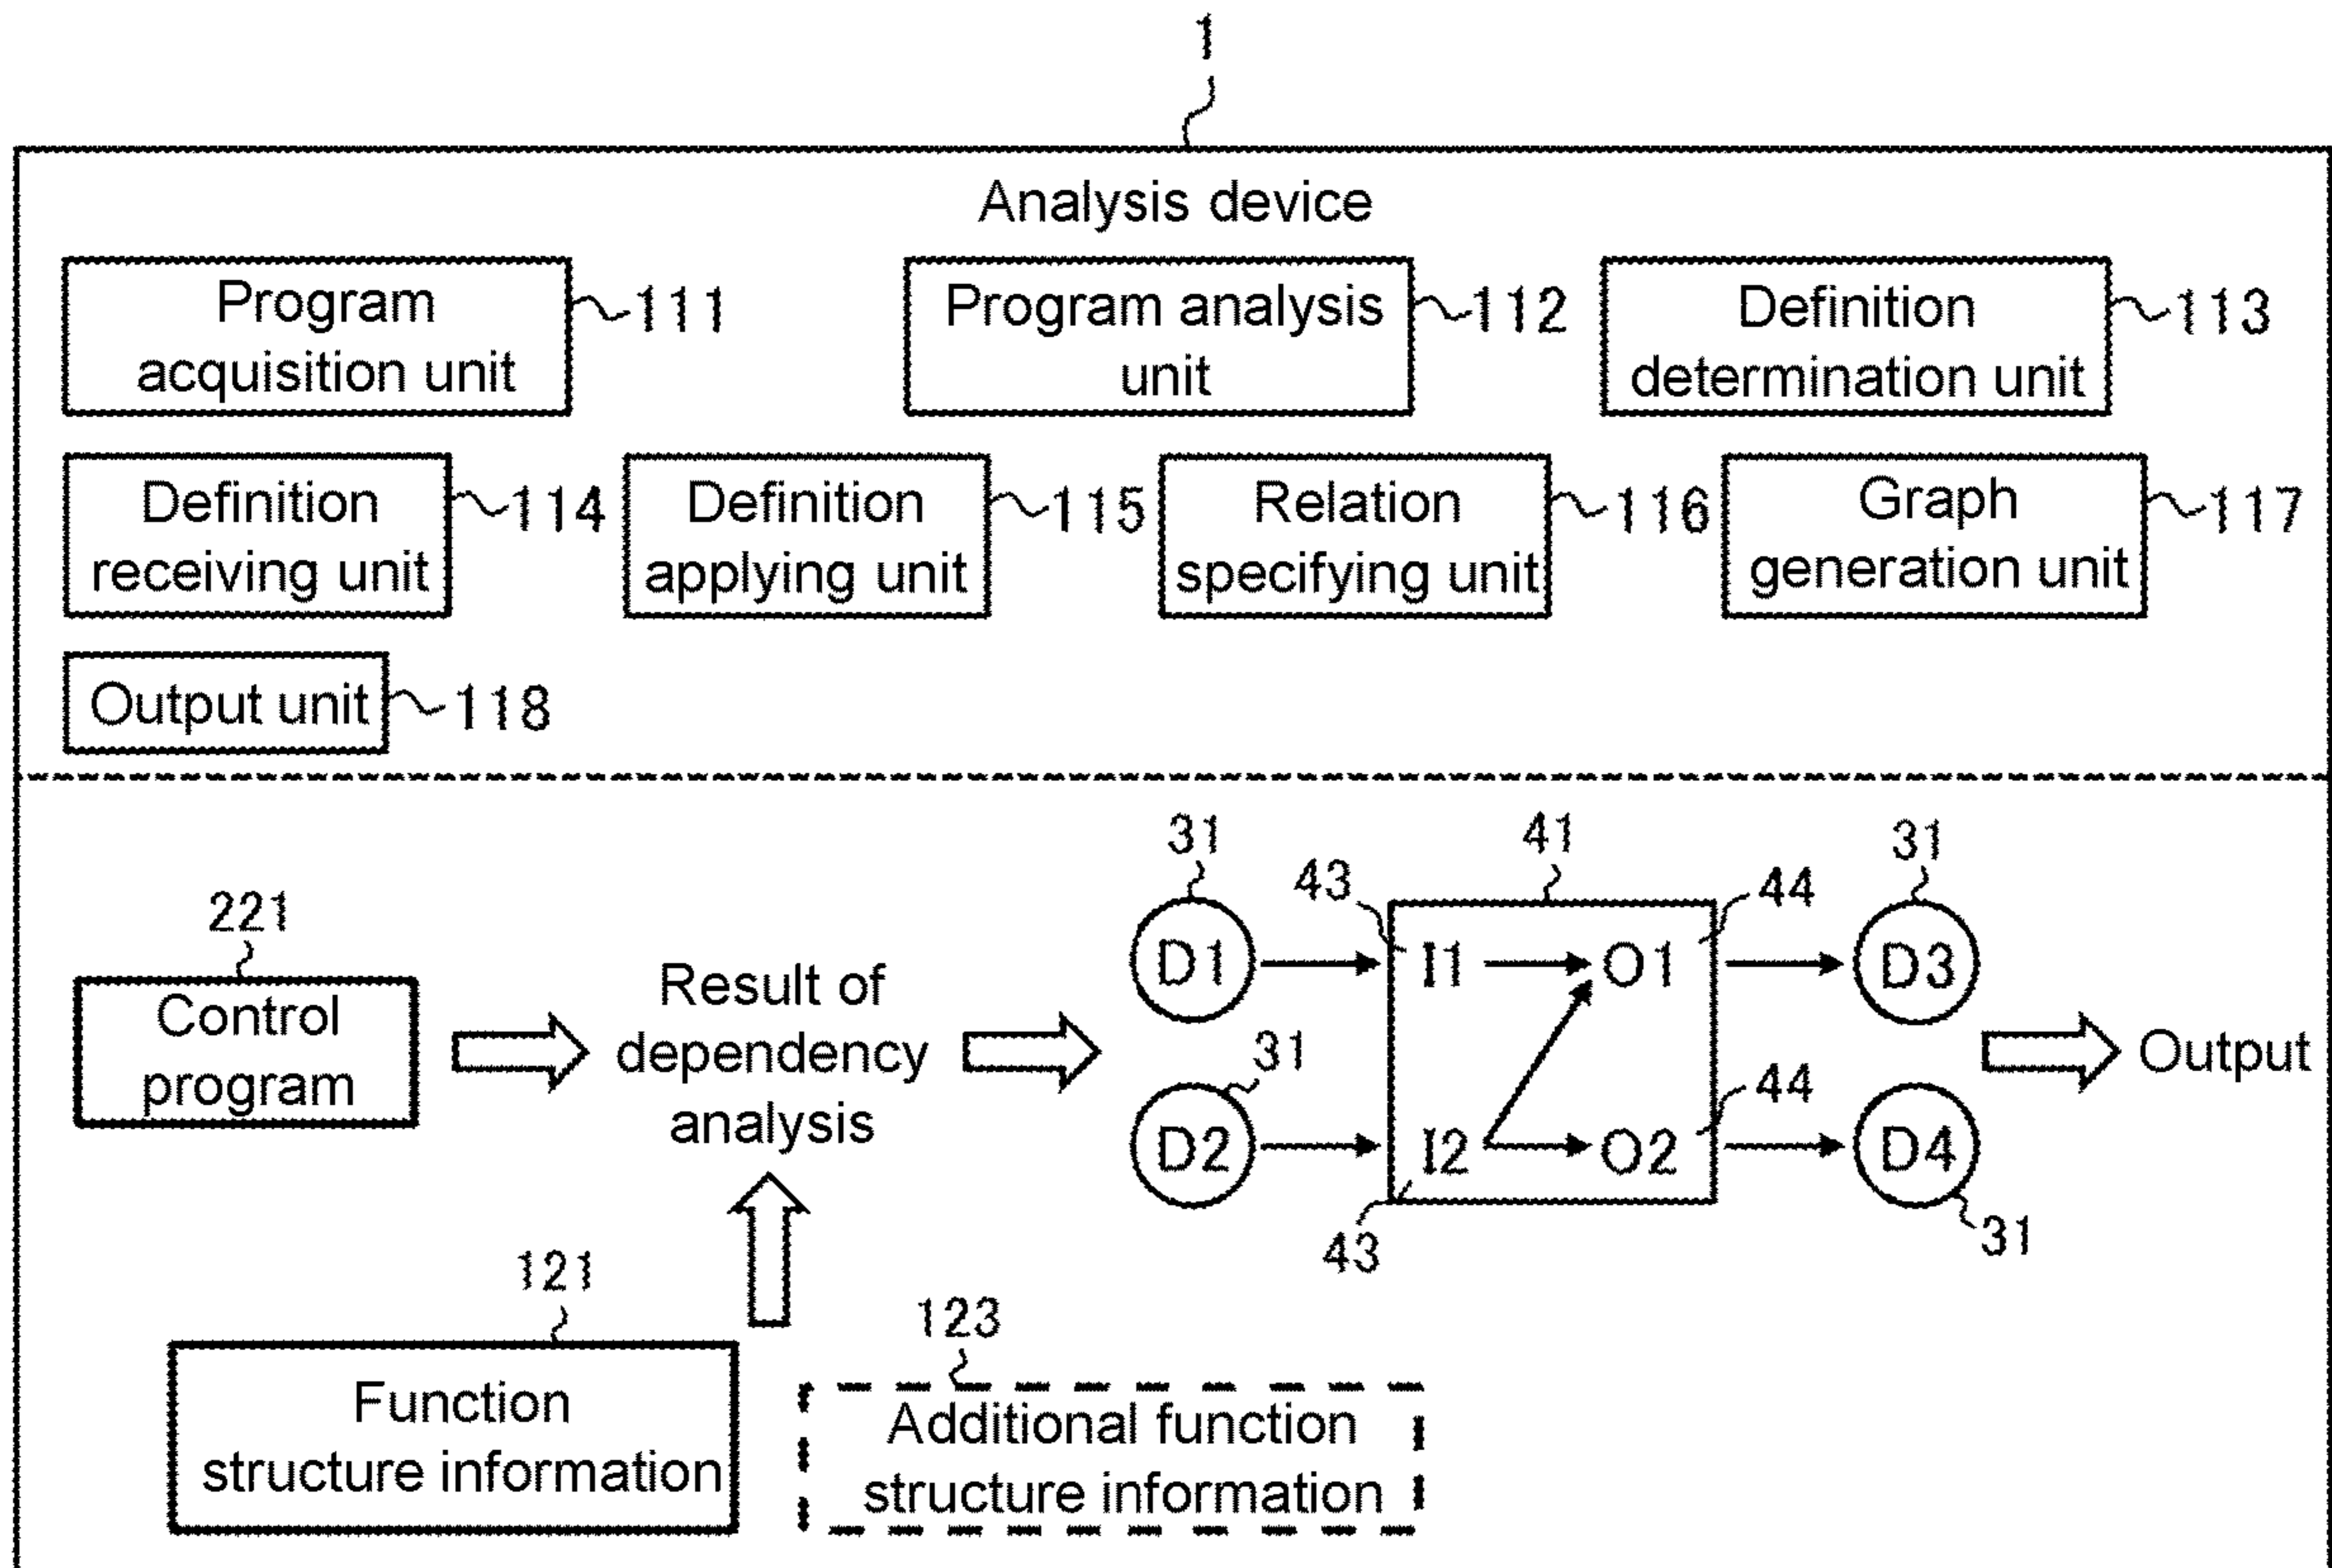 1
Analysis device
Program
acquisition unit
111
Program analysis
unit
112
Definition
determination unit
113
Definition
receiving unit
114
Definition
applying unit
115
Relation
specifying unit
116
Graph
generation unit
117
Output unit
118
221
Control
program
Result of
dependency
analysis
31
D1
31
D2
43
I1
43
I2
41
O1
44
O2
44
31
D3
D4
31
Output
121
Function
structure information
123
Additional function
structure information